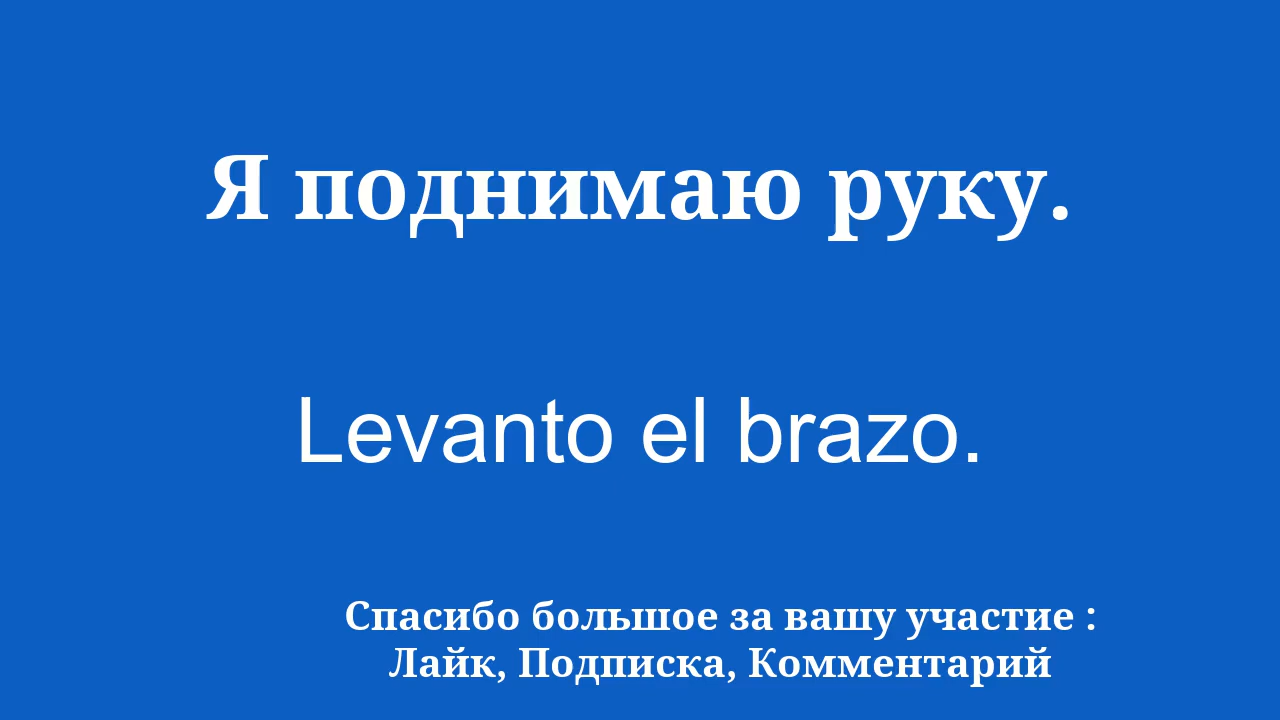 Я поднимаю руку.
Levanto el brazo.
Спасибо большое за вашу участие :
Лайк, Подписка, Комментарий